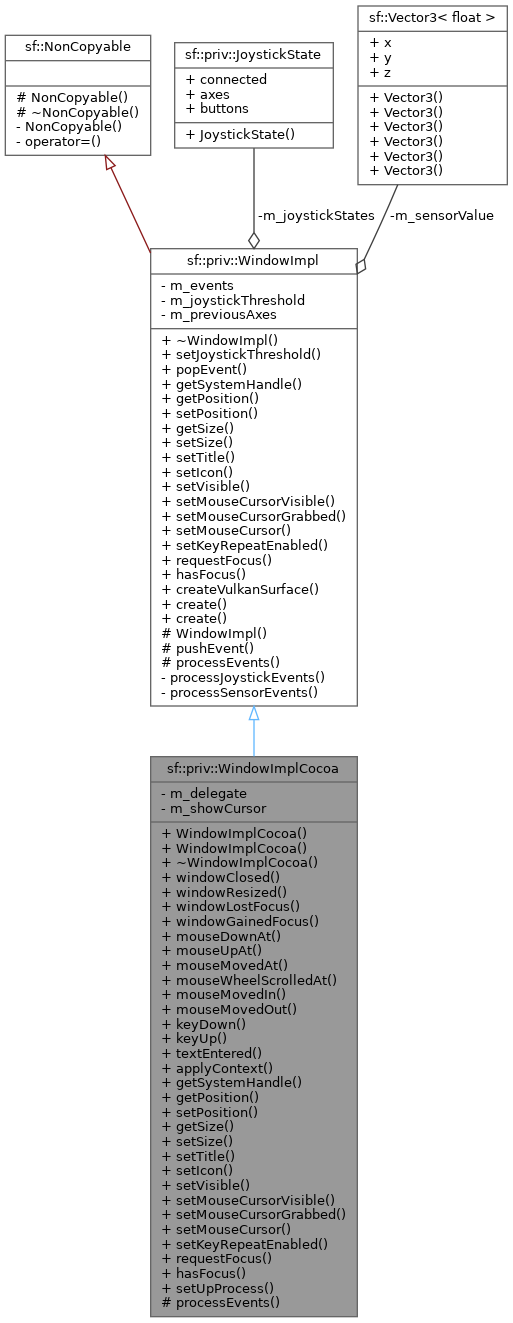 sf::NonCopyable
# NonCopyable()
# ~NonCopyable()
- NonCopyable()
- operator=()
sf::priv::JoystickState
+ connected
+ axes
+ buttons
+ JoystickState()
sf::Vector3< float >
+ x
+ y
+ z
+ Vector3()
+ Vector3()
+ Vector3()
+ Vector3()
+ Vector3()
+ Vector3()
-m_joystickStates
-m_sensorValue
sf::priv::WindowImpl
- m_events
- m_joystickThreshold
- m_previousAxes
+ ~WindowImpl()
+ setJoystickThreshold()
+ popEvent()
+ getSystemHandle()
+ getPosition()
+ setPosition()
+ getSize()
+ setSize()
+ setTitle()
+ setIcon()
+ setVisible()
+ setMouseCursorVisible()
+ setMouseCursorGrabbed()
+ setMouseCursor()
+ setKeyRepeatEnabled()
+ requestFocus()
+ hasFocus()
+ createVulkanSurface()
+ create()
+ create()
# WindowImpl()
# pushEvent()
# processEvents()
- processJoystickEvents()
- processSensorEvents()
sf::priv::WindowImplCocoa
- m_delegate
- m_showCursor
+ WindowImplCocoa()
+ WindowImplCocoa()
+ ~WindowImplCocoa()
+ windowClosed()
+ windowResized()
+ windowLostFocus()
+ windowGainedFocus()
+ mouseDownAt()
+ mouseUpAt()
+ mouseMovedAt()
+ mouseWheelScrolledAt()
+ mouseMovedIn()
+ mouseMovedOut()
+ keyDown()
+ keyUp()
+ textEntered()
+ applyContext()
+ getSystemHandle()
+ getPosition()
+ setPosition()
+ getSize()
+ setSize()
+ setTitle()
+ setIcon()
+ setVisible()
+ setMouseCursorVisible()
+ setMouseCursorGrabbed()
+ setMouseCursor()
+ setKeyRepeatEnabled()
+ requestFocus()
+ hasFocus()
+ setUpProcess()
# processEvents()